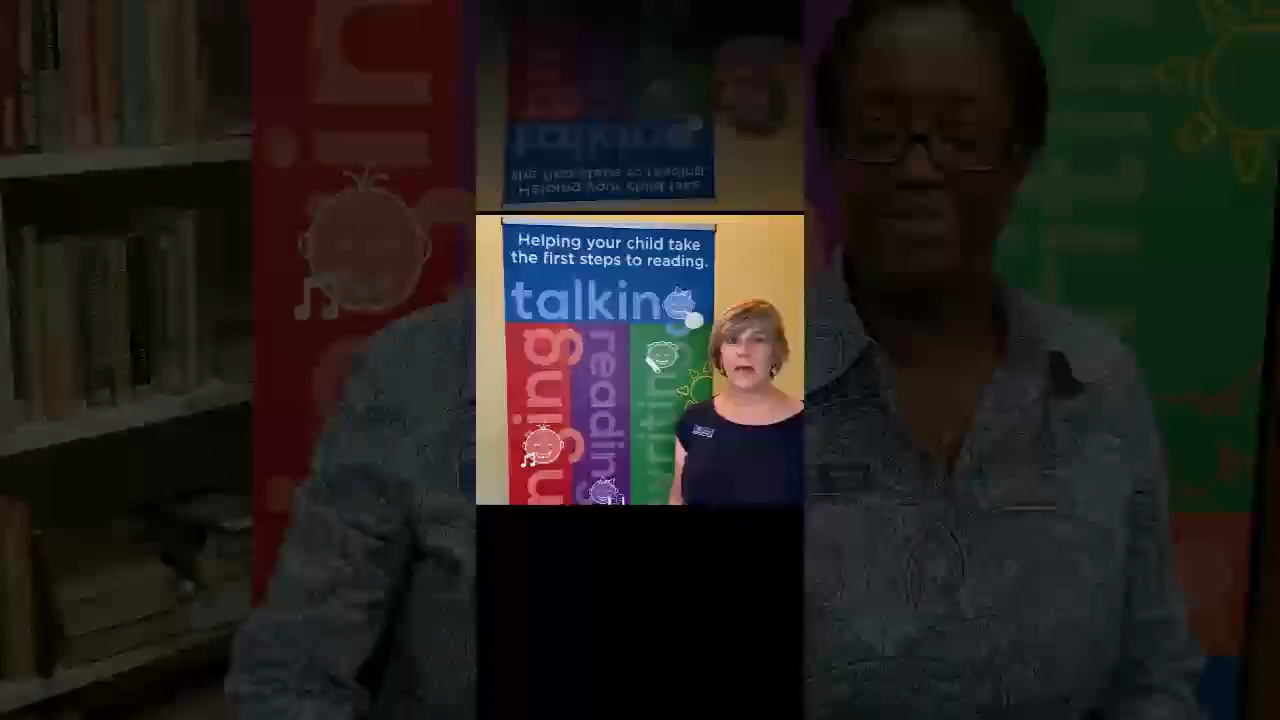 Helping your child take
the first steps to reading.
talking
singing
reading
writing